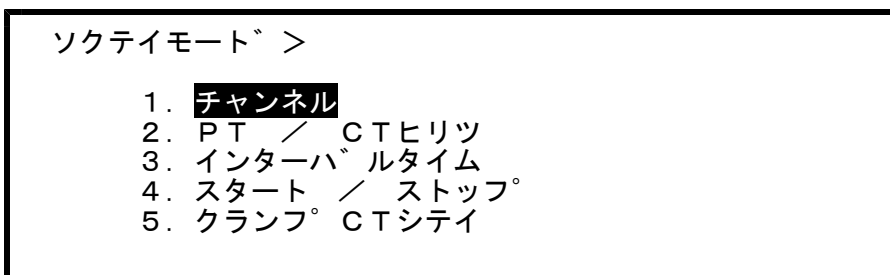 ソクテイモート゛＞
１．チャンネル
２．ＰＴ　／　ＣＴヒリツ
３．インターハ゛ルタイム
４．スタート　／　ストッフ゜
５．クランフ゜ＣＴシテイ